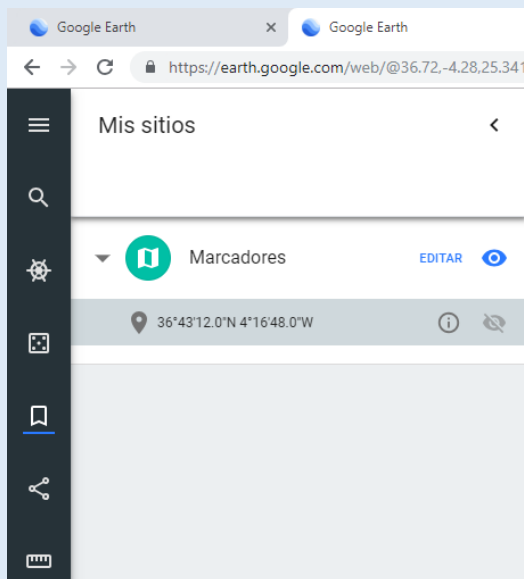 Google Earth
Google Earth
https://earth.google.com/web/@36.72,-4.28,25.341
Mis sitios
Marcadores EDITAR
36°43'12.0"N 4°16'48.0"W